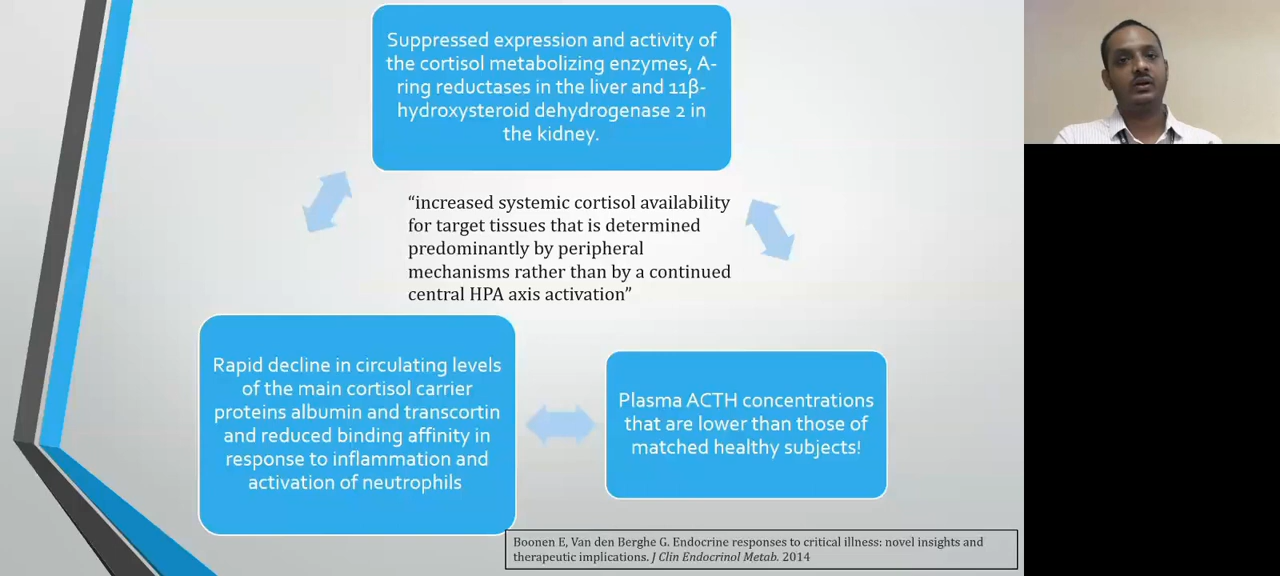 Suppressed expression and activity of
the cortisol metabolizing enzymes, A-
ring reductases in the liver and 11β-
hydroxysteroid dehydrogenase 2 in
the kidney.
“increased systemic cortisol availability
for target tissues that is determined
predominantly by peripheral
mechanisms rather than by a continued
central HPA axis activation”
Rapid decline in circulating levels
of the main cortisol carrier
proteins albumin and transcortin
and reduced binding affinity in
response to inflammation and
activation of neutrophils
Plasma ACTH concentrations
that are lower than those of
matched healthy subjects!
Boonen E, Van den Berghe G. Endocrine responses to critical illness: novel insights and
therapeutic implications. J Clin Endocrinol Metab. 2014